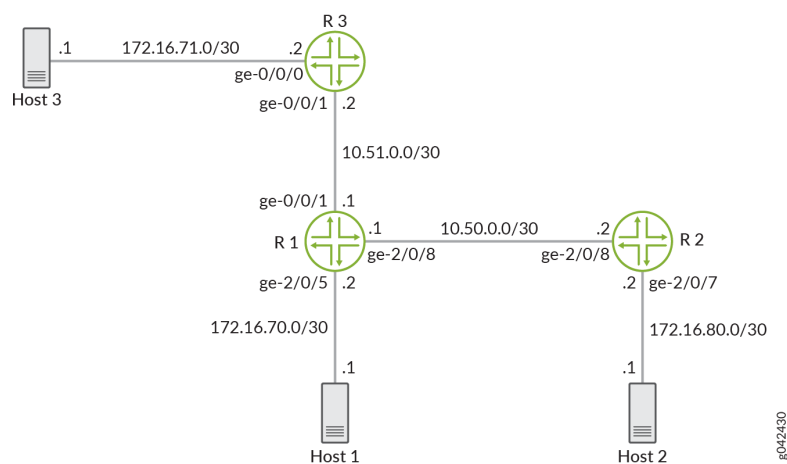 R 3
.1 172.16.71.0/30 .2
ge-0/0/0
Host 3
ge-0/0/1 .2
10.51.0.0/30
ge-0/0/1 .1
R 1
.1 10.50.0.0/30 .2
R 2
ge-2/0/8 ge-2/0/8
ge-2/0/5 .2
.2 ge-2/0/7
172.16.70.0/30
172.16.80.0/30
.1
.1
Host 1
Host 2
g042430